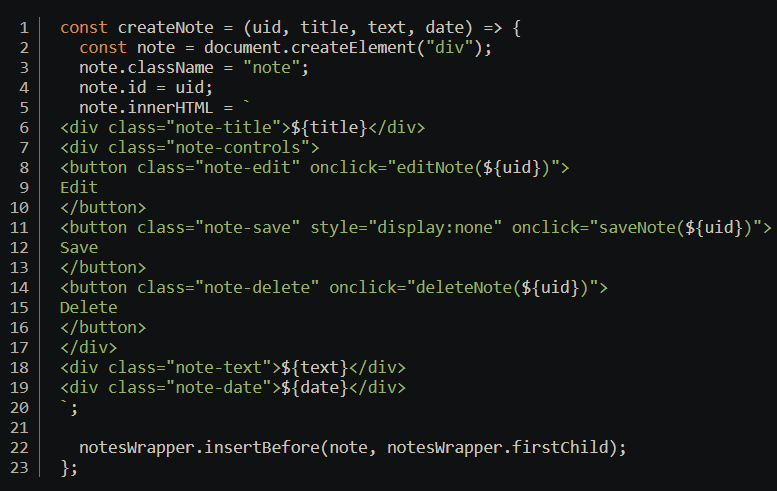 1 const createNote = (uid, title, text, date) => {
2   const note = document.createElement("div");
3   note.className = "note";
4   note.id = uid;
5   note.innerHTML = `
6 <div class="note-title">${title}</div>
7 <div class="note-controls">
8 <button class="note-edit" onclick="editNote(${uid})">
9 Edit
10 </button>
11 <button class="note-save" style="display:none" onclick="saveNote(${uid})">
12 Save
13 </button>
14 <button class="note-delete" onclick="deleteNote(${uid})">
15 Delete
16 </button>
17 </div>
18 <div class="note-text">${text}</div>
19 <div class="note-date">${date}</div>
20 `;
21
22   notesWrapper.insertBefore(note, notesWrapper.firstChild);
23 };